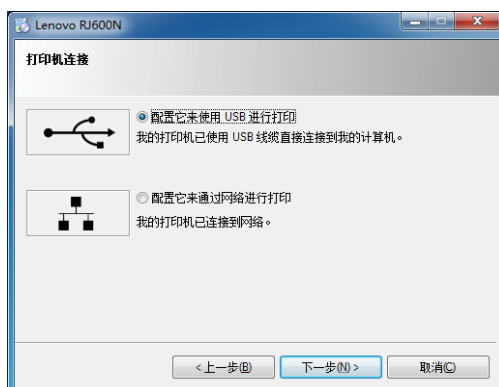 Lenovo RJ600N
打印机连接
配置它来使用 USB 进行打印
我的打印机已使用 USB 线缆直接连接到我的计算机。
配置它来通过网络进行打印
我的打印机已连接到网络。
<上一步(B) 下一步(N)> 取消(C)